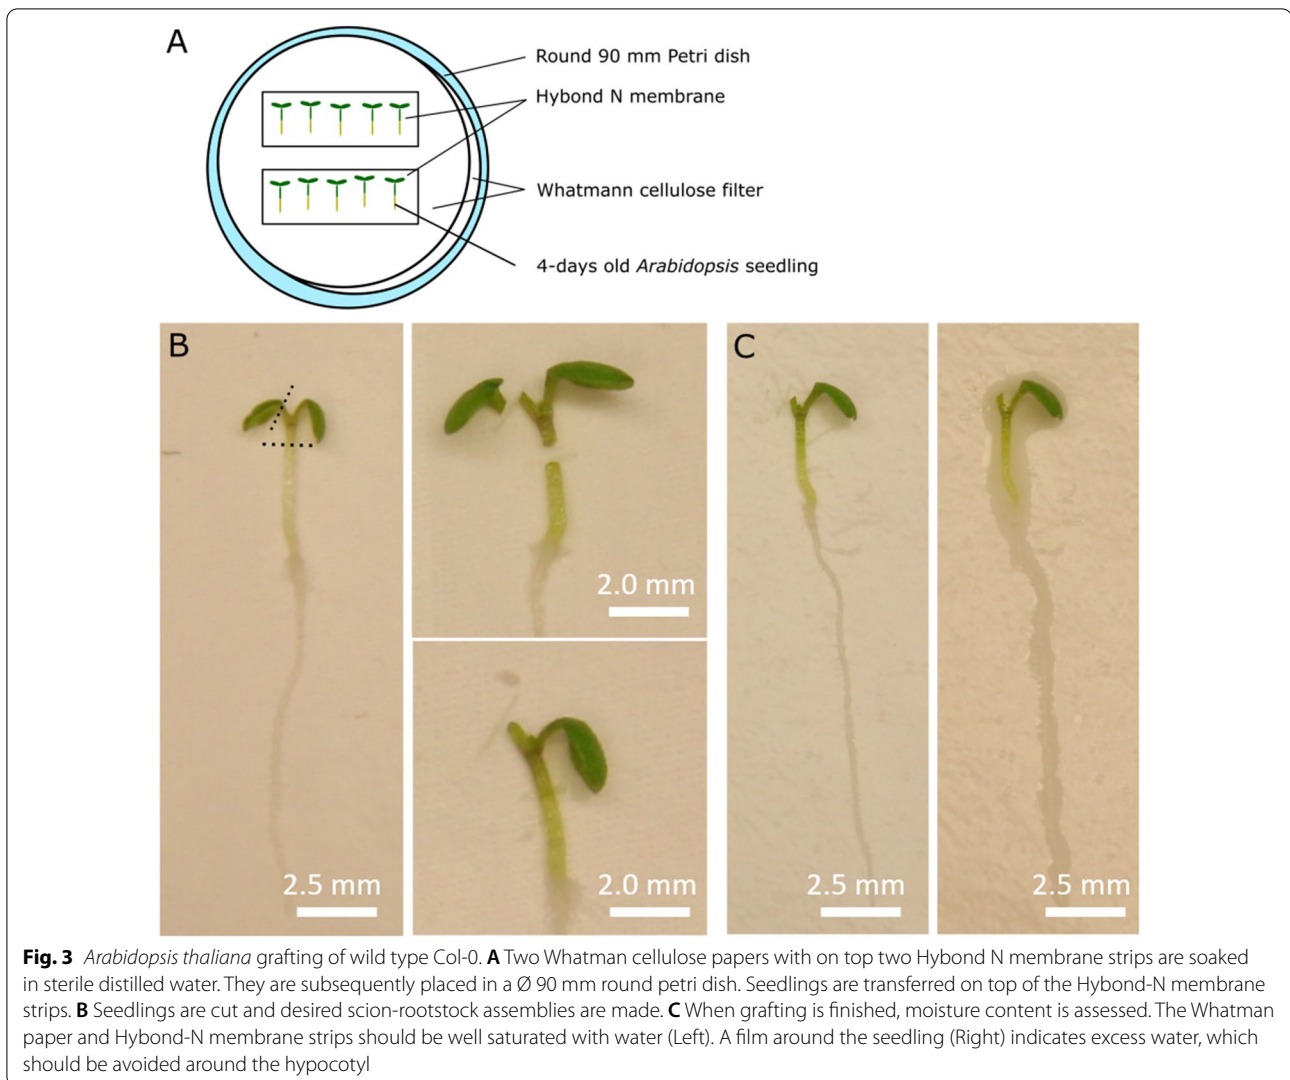 A
Round 90 mm Petri dish
Hybond N membrane
Whatmann cellulose filter
4-days old Arabidopsis seedling
B
2.5 mm
2.0 mm
2.0 mm
C
2.5 mm
2.5 mm
Fig. 3 Arabidopsis thaliana grafting of wild type Col-0. A Two Whatman cellulose papers with on top two Hybond N membrane strips are soaked
in sterile distilled water. They are subsequently placed in a Ø 90 mm round petri dish. Seedlings are transferred on top of the Hybond-N membrane
strips. B Seedlings are cut and desired scion-rootstock assemblies are made. C When grafting is finished, moisture content is assessed. The Whatman
paper and Hybond-N membrane strips should be well saturated with water (Left). A film around the seedling (Right) indicates excess water, which
should be avoided around the hypocotyl